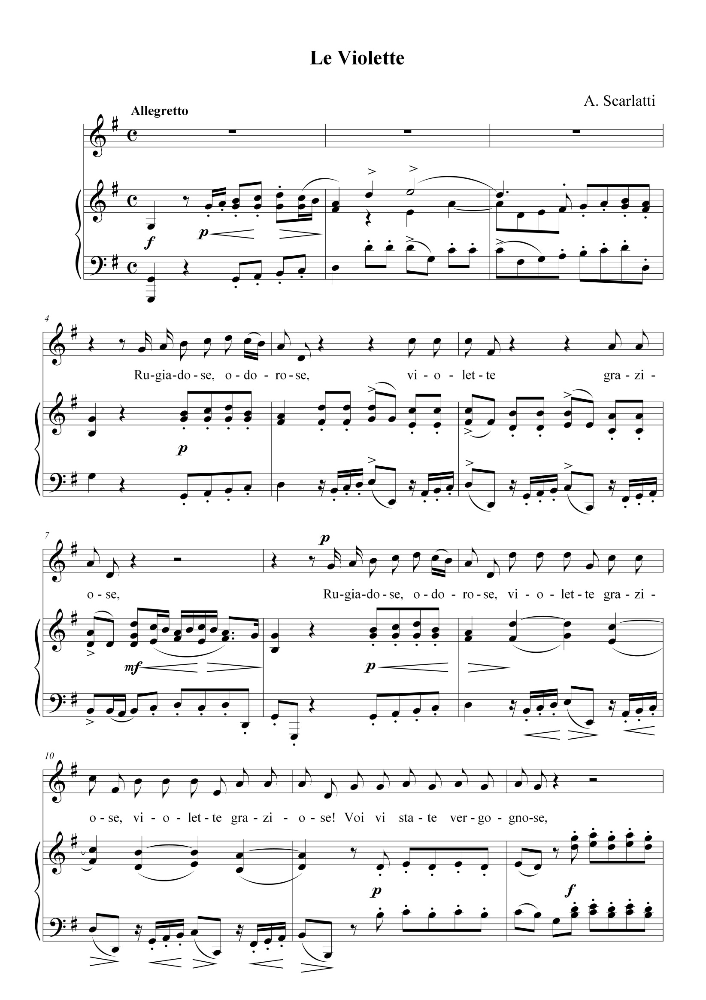 Le Violette
A. Scarlatti
Allegretto
f p
4
Ru-gia-do - se, o - do - ro - se, vi - o - let - te gra - zi -
p
7
p
o - se, Ru-gia-do - se, o - do - ro - se, vi - o - let - te gra - zi -
mf p
10
o - se, vi - o - let - te gra - zi - o - se! Voi vi sta - te ver - go - gno-se,
p f